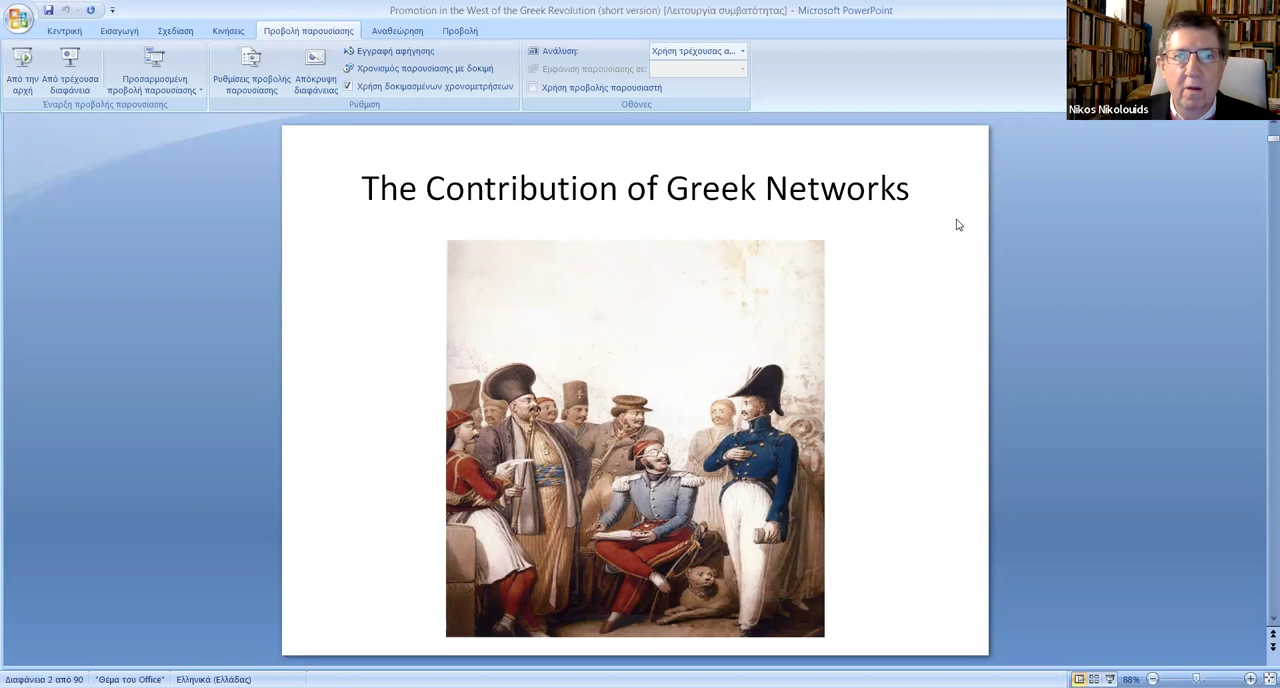 Promotion in the West of the Greek Revolution (short version) [Λειτουργία συμβατότητας] - Microsoft PowerPoint
Κεντρική Εισαγωγή Σχεδίαση Κινήσεις Προβολή παρουσίασης Αναθεώρηση Προβολή
Από την αρχή
Από τρέχουσα διαφάνεια
Προσαρμοσμένη προβολή παρουσίασης
Έναρξη προβολής παρουσίασης
Ρυθμίσεις προβολής παρουσίασης
Απόκρυψη διαφάνειας
Εγγραφή αφήγησης
Χρονισμός παρουσίασης με δοκιμή
Χρήση δοκιμασμένων χρονομετρήσεων
Ρύθμιση
Ανάλυση: Χρήση τρέχουσας α...
Εμφάνιση παρουσίασης σε:
Χρήση προβολής παρουσιαστή
Οθόνες
Nikos Nikolouids
The Contribution of Greek Networks
Διαφάνεια 2 από 90 "Θέμα του Office" Ελληνικά (Ελλάδας) 88%